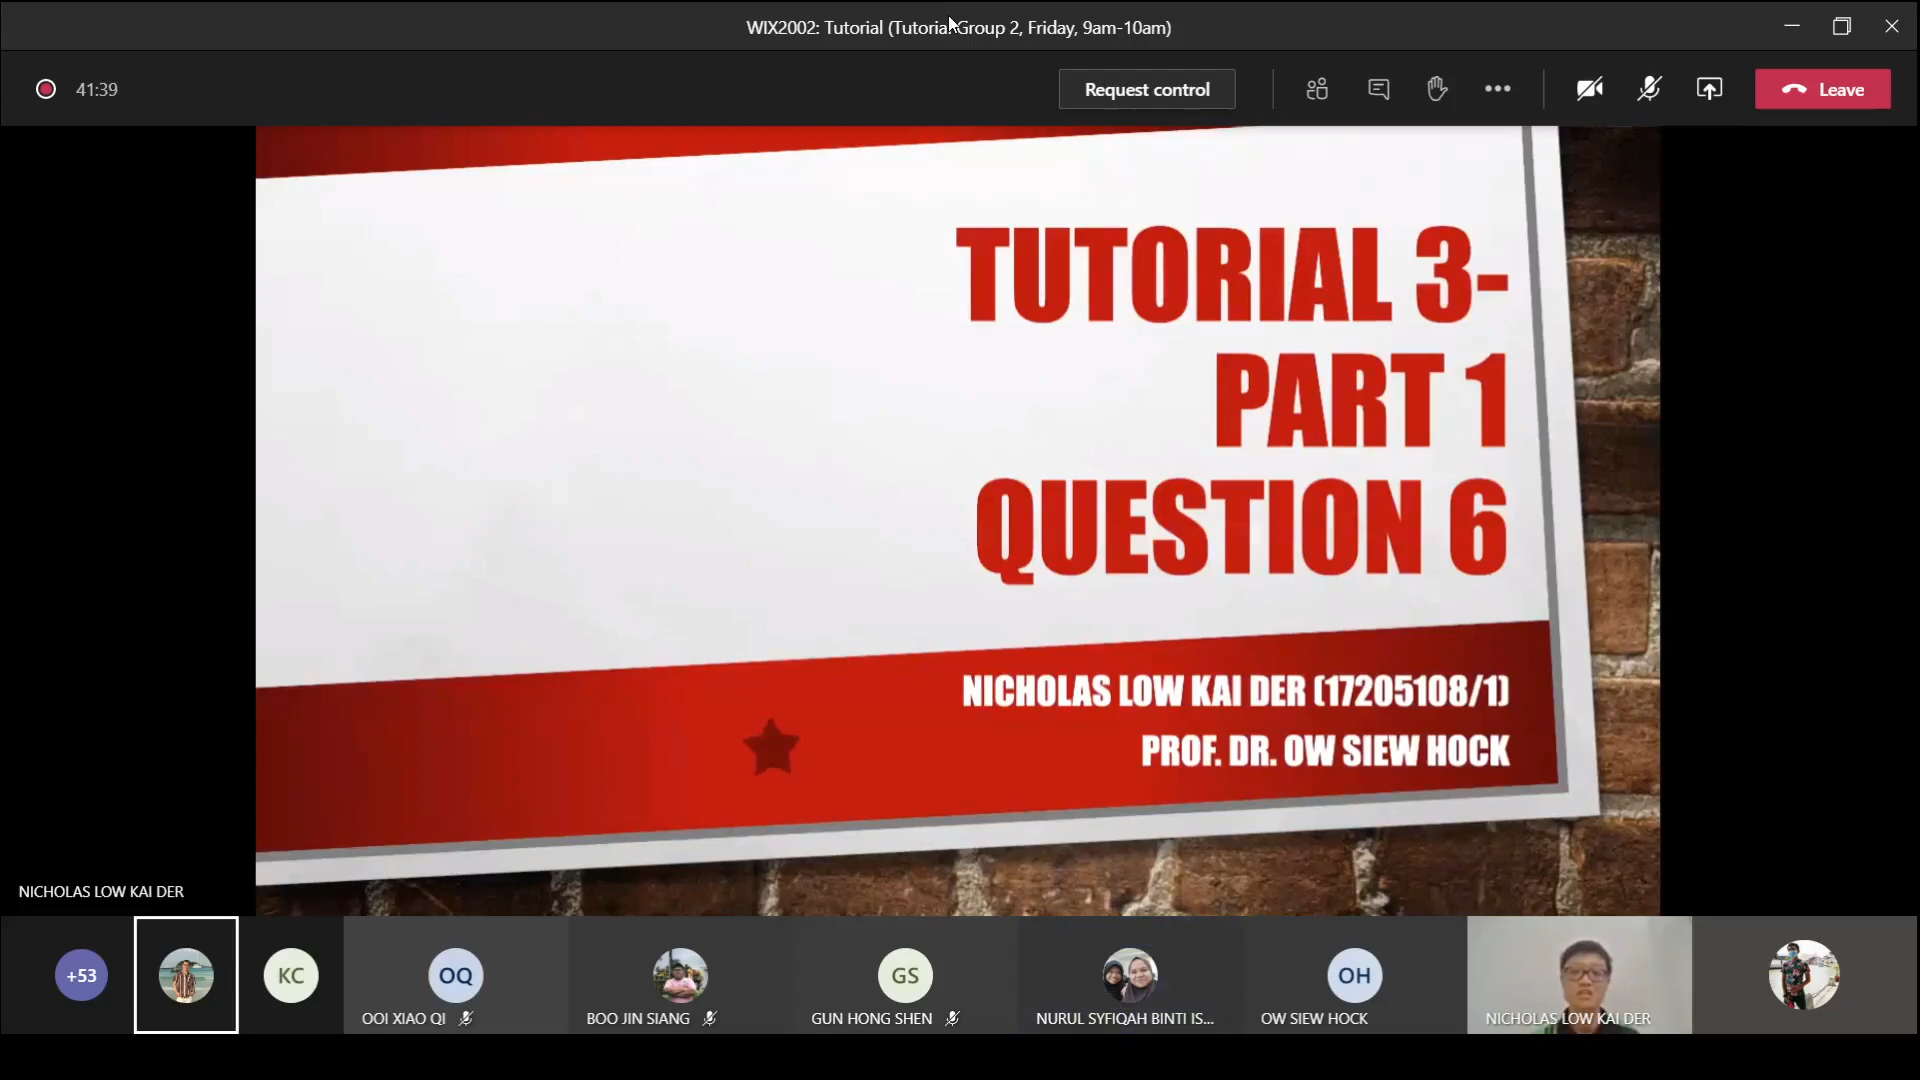 WIX2002: Tutorial (Tutorial Group 2, Friday, 9am-10am)
41:39
Request control
Leave
TUTORIAL 3-
PART 1
QUESTION 6
NICHOLAS LOW KAI DER (17205108/1)
PROF. DR. OW SIEW HOCK
NICHOLAS LOW KAI DER
+53
KC
OQ
GS
OH
OOI XIAO QI
BOO JIN SIANG
GUN HONG SHEN
NURUL SYFIQAH BINTI IS...
OW SIEW HOCK
NICHOLAS LOW KAI DER